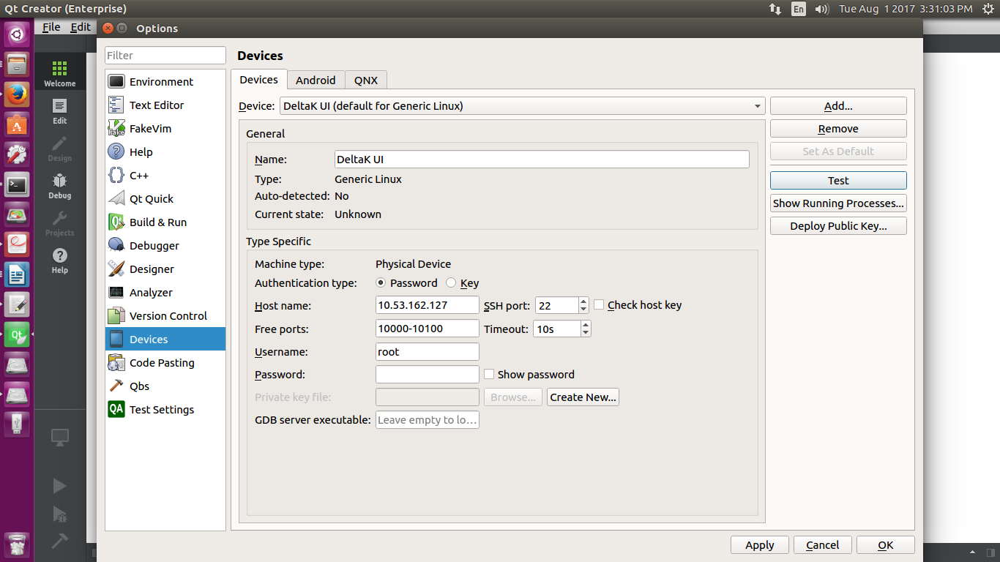 Qt Creator (Enterprise)
En
Tue Aug 1 2017 3:31:03 PM
File Edit
Options
Filter
Devices
Environment
Text Editor
FakeVim
Help
C++
Qt Quick
Build & Run
Debugger
Designer
Analyzer
Version Control
Devices
Code Pasting
Qbs
QA Test Settings
Welcome
Edit
Design
Debug
Projects
Help
Devices Android QNX
Device: DeltaK UI (default for Generic Linux)
Add...
Remove
Set As Default
Test
Show Running Processes...
Deploy Public Key...
General
Name: DeltaK UI
Type: Generic Linux
Auto-detected: No
Current state: Unknown
Type Specific
Machine type: Physical Device
Authentication type: Password Key
Host name: 10.53.162.127 SSH port: 22 Check host key
Free ports: 10000-10100 Timeout: 10s
Username: root
Password: Show password
Private key file: Browse... Create New...
GDB server executable: Leave empty to lo...
Apply Cancel OK